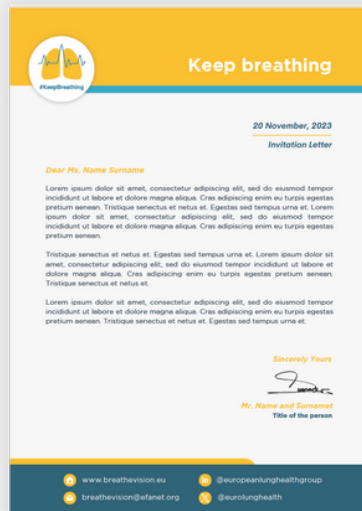 #KeepBreathing
Keep breathing
20 November, 2023
Invitation Letter
Dear Ms. Name Surname
Lorem ipsum dolor sit amet, consectetur adipiscing elit, sed do eiusmod tempor
incididunt ut labore et dolore magna aliqua. Cras adipiscing enim eu turpis egestas
pretium aenean. Tristique senectus et netus et. Egestas sed tempus urna et. Lorem
ipsum dolor sit amet, consectetur adipiscing elit, sed do eiusmod tempor
incididunt ut labore et dolore magna aliqua. Cras adipiscing enim eu turpis egestas
pretium aenean.
Tristique senectus et netus et. Egestas sed tempus urna et. Lorem ipsum dolor sit
amet, consectetur adipiscing elit, sed do eiusmod tempor incididunt ut labore et
dolore magna aliqua. Cras adipiscing enim eu turpis egestas pretium aenean.
Tristique senectus et netus et.
Lorem ipsum dolor sit amet, consectetur adipiscing elit, sed do eiusmod tempor
incididunt ut labore et dolore magna aliqua. Cras adipiscing enim eu turpis egestas
pretium aenean. Tristique senectus et netus et. Egestas sed tempus urna et.
Sincerely Yours
Mr. Name and Surnamet
Title of the person
www.breathevision.eu
@europeanlunghealthgroup
breathevision@efanet.org
@eurolunghealth